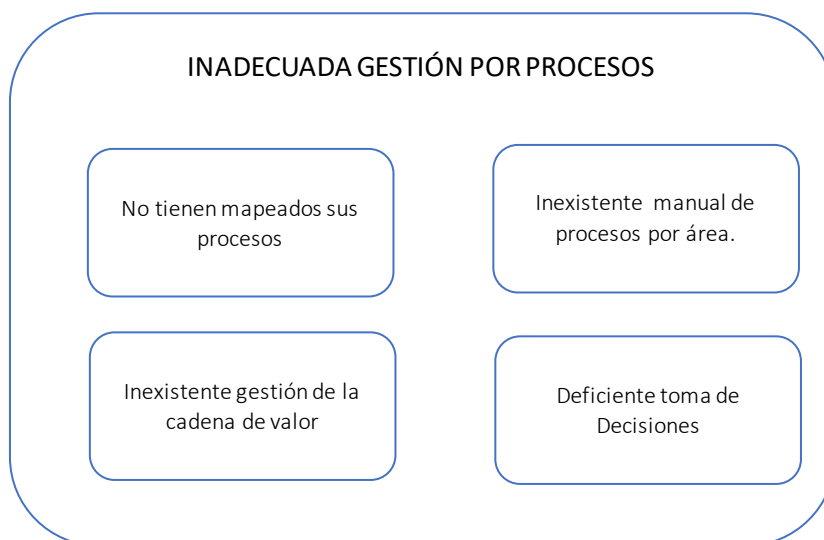 INADECUADA GESTIÓN POR PROCESOS
No tienen mapeados sus
procesos
Inexistente manual de
procesos por área.
Inexistente gestión de la
cadena de valor
Deficiente toma de
Decisiones